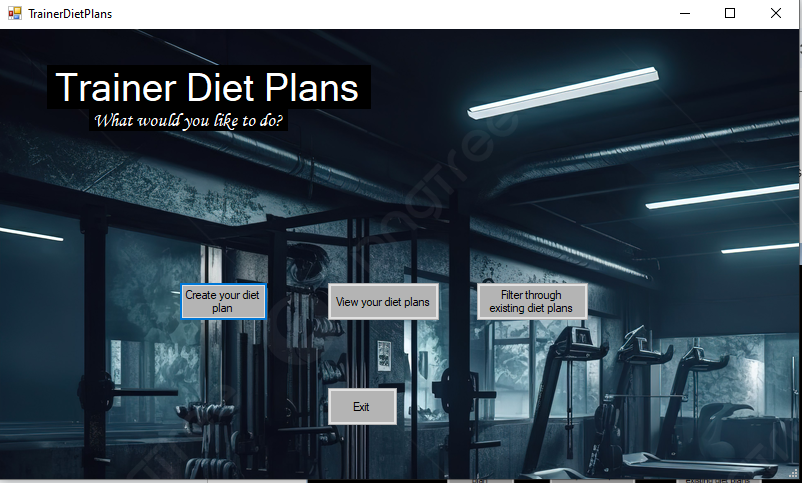 TrainerDietPlans
Trainer Diet Plans
What would you like to do?
Create your diet
plan
View your diet plans
Filter through
existing diet plans
Exit